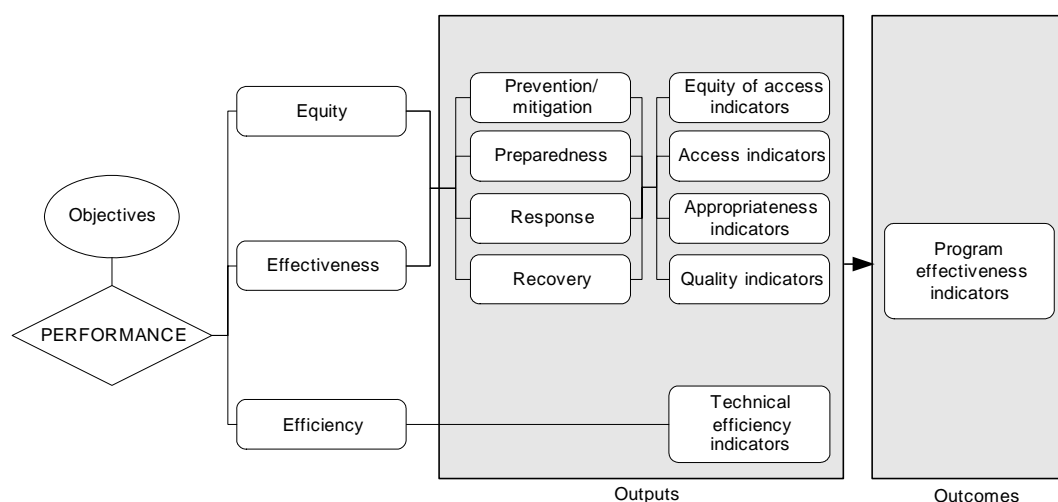 Objectives
PERFORMANCE
Equity
Effectiveness
Efficiency
Prevention/
mitigation
Preparedness
Response
Recovery
Equity of access
indicators
Access indicators
Appropriateness
indicators
Quality indicators
Technical
efficiency
indicators
Outputs
Program
effectiveness
indicators
Outcomes